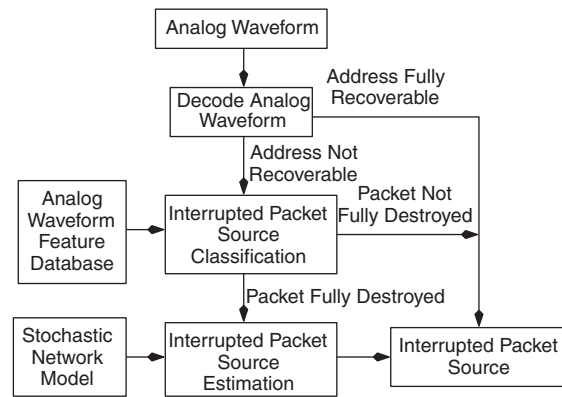 Analog Waveform
Address Fully
Recoverable
Decode Analog
Waveform
Address Not
Recoverable
Analog
Waveform
Feature
Database
Interrupted Packet
Source
Classification
Packet Not
Fully Destroyed
Packet Fully Destroyed
Stochastic
Network
Model
Interrupted Packet
Source
Estimation
Interrupted Packet
Source